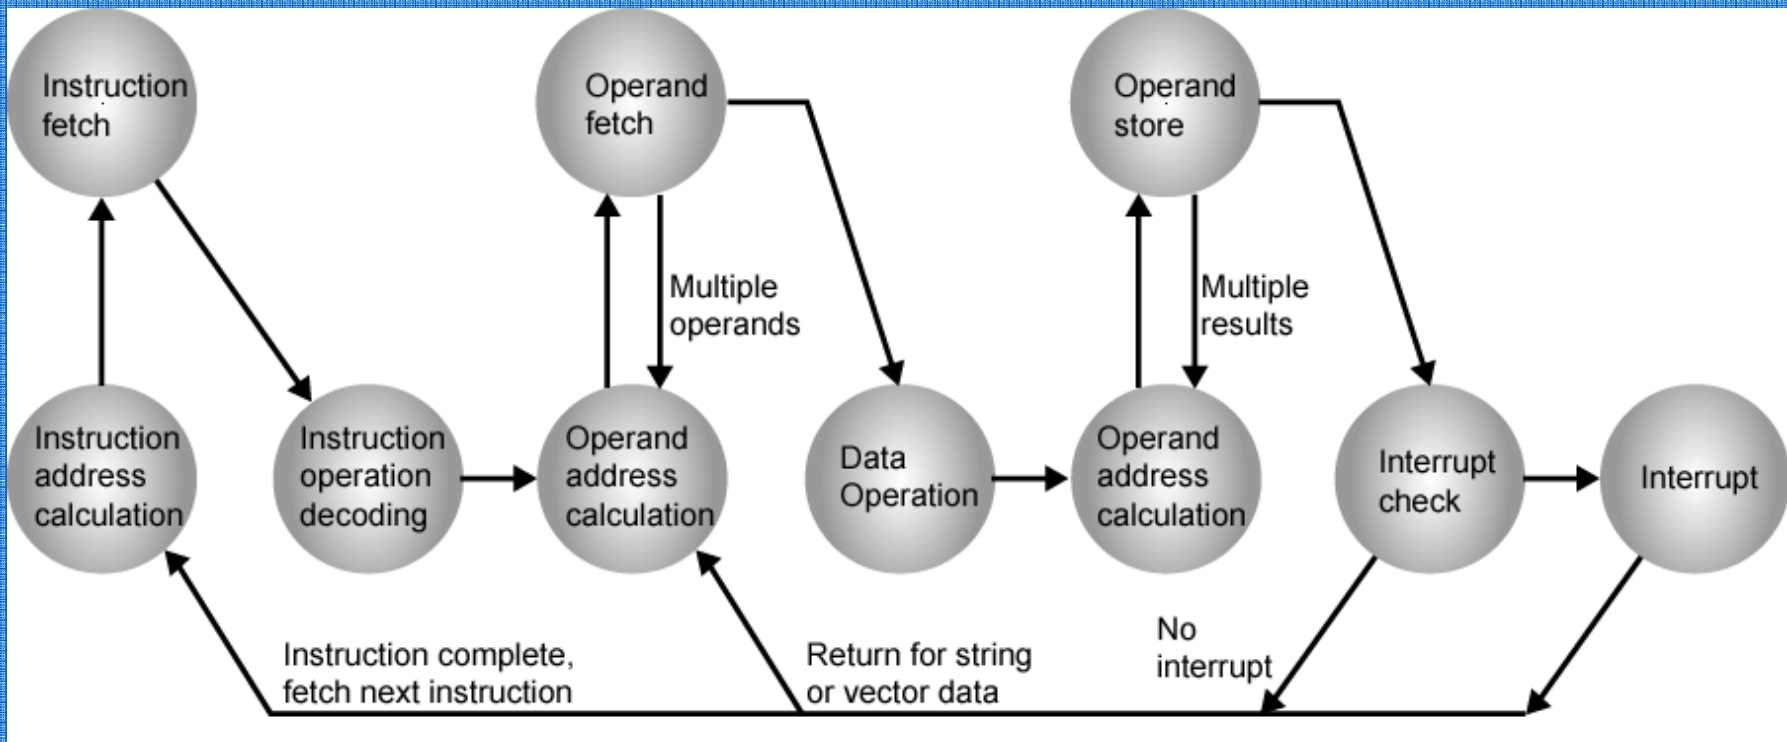 Instruction
fetch
Operand
fetch
Operand
store
Multiple
operands
Multiple
results
Instruction
address
calculation
Instruction
operation
decoding
Operand
address
calculation
Data
Operation
Operand
address
calculation
Interrupt
check
Interrupt
Instruction complete,
fetch next instruction
Return for string
or vector data
No
interrupt